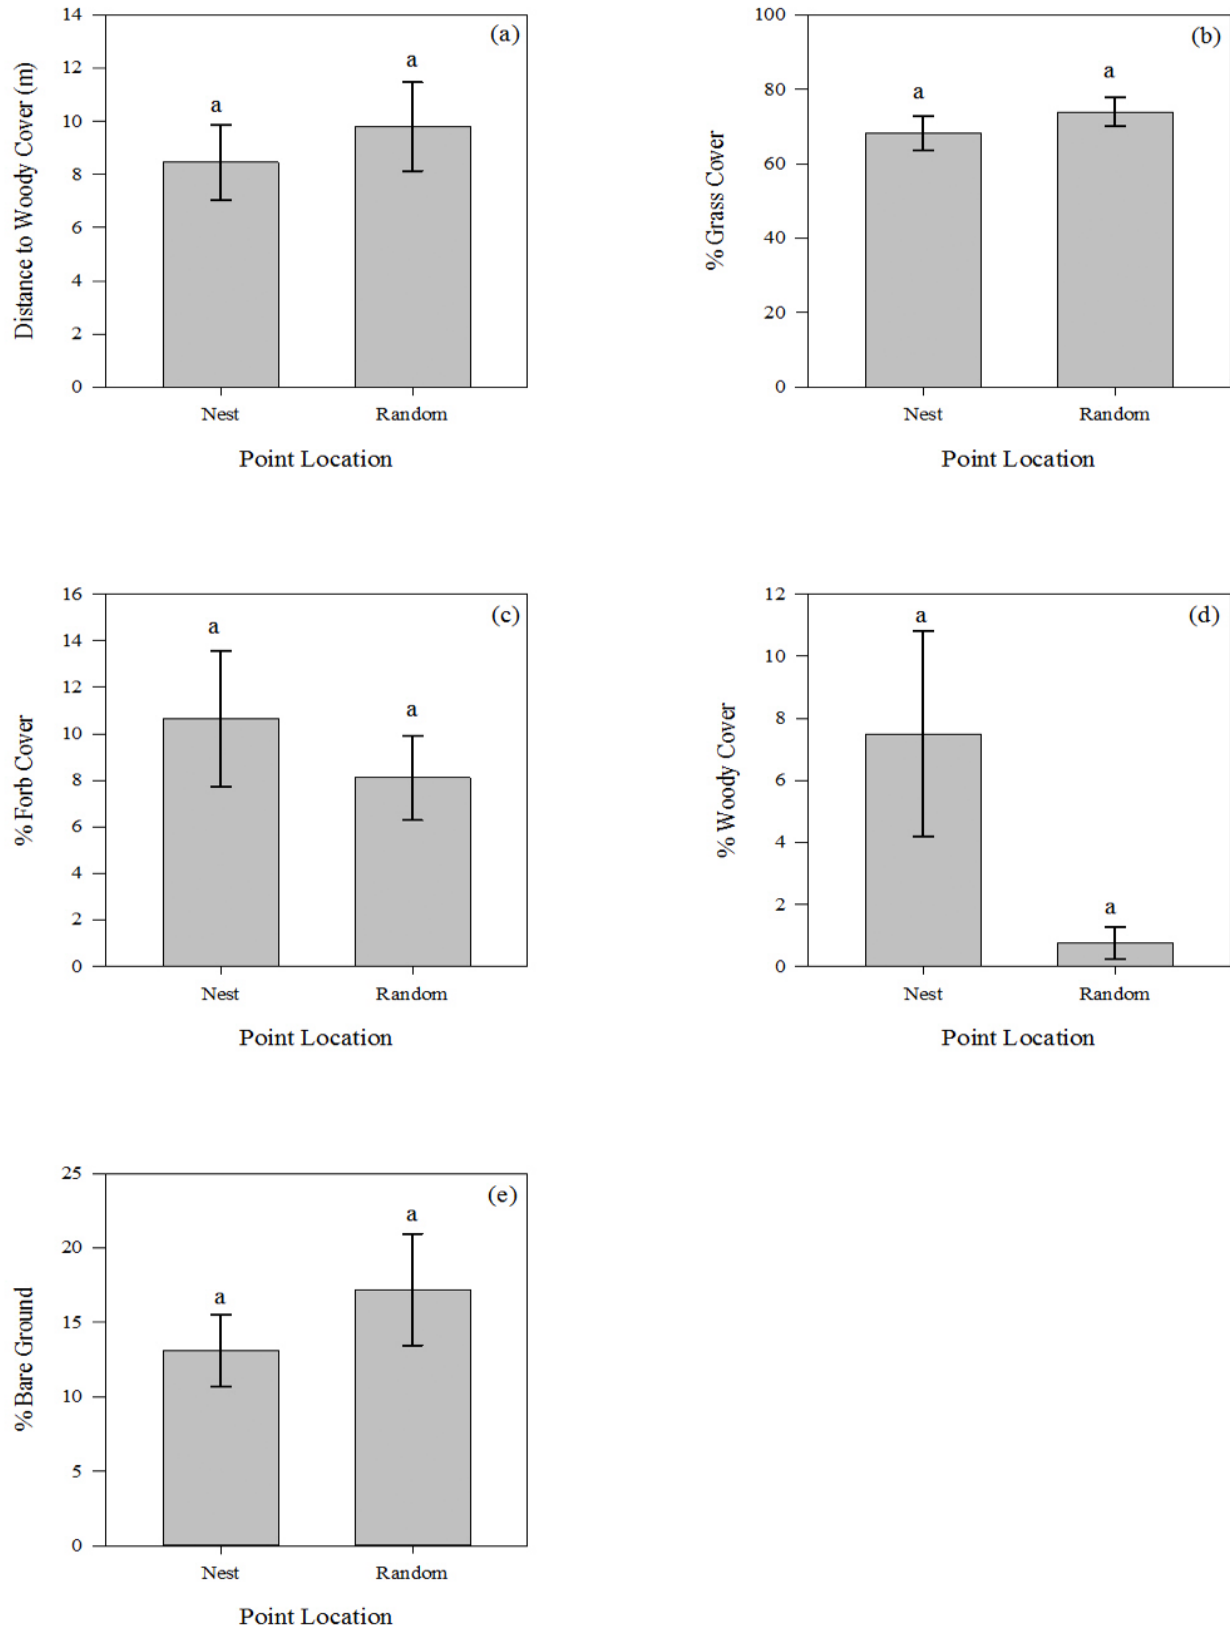 (a)
Distance to Woody Cover (m)
14
12
10
8
6
4
2
0
a
a
Nest
Random
Point Location
(b)
% Grass Cover
100
80
60
40
20
0
a
a
Nest
Random
Point Location
(c)
% Forb Cover
16
14
12
10
8
6
4
2
0
a
a
Nest
Random
Point Location
(d)
% Woody Cover
12
10
8
6
4
2
0
a
a
Nest
Random
Point Location
(e)
% Bare Ground
25
20
15
10
5
0
a
a
Nest
Random
Point Location